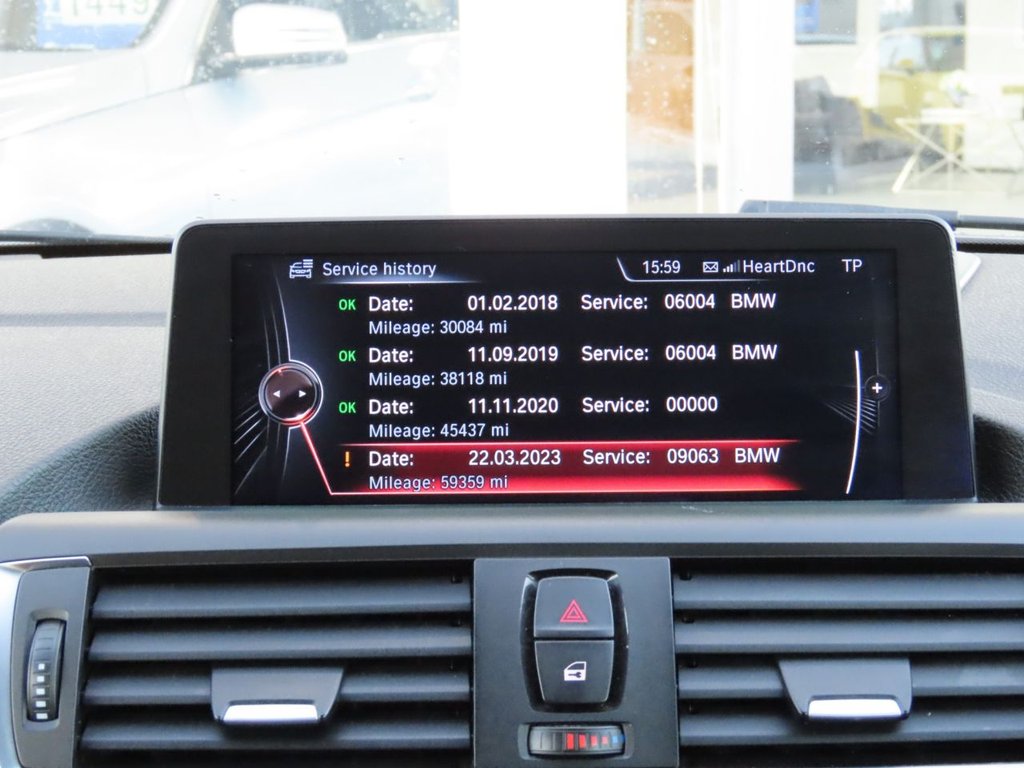 1449
Service history 15:59 HeartDnc TP
OK Date: 01.02.2018 Service: 06004 BMW
Mileage: 30084 mi
OK Date: 11.09.2019 Service: 06004 BMW
Mileage: 38118 mi
OK Date: 11.11.2020 Service: 00000
Mileage: 45437 mi
! Date: 22.03.2023 Service: 09063 BMW
Mileage: 59359 mi